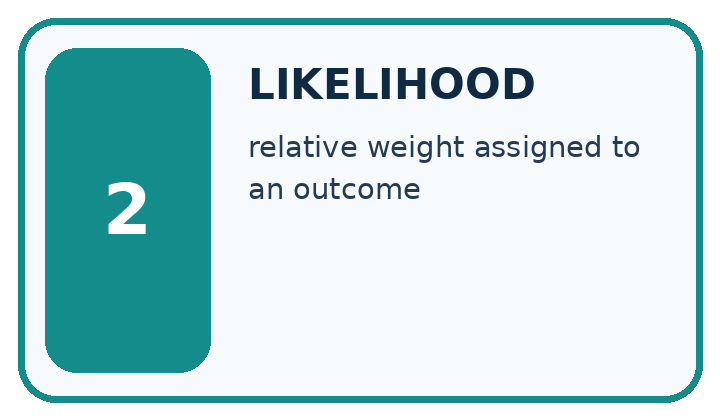 2
LIKELIHOOD
relative weight assigned to
an outcome